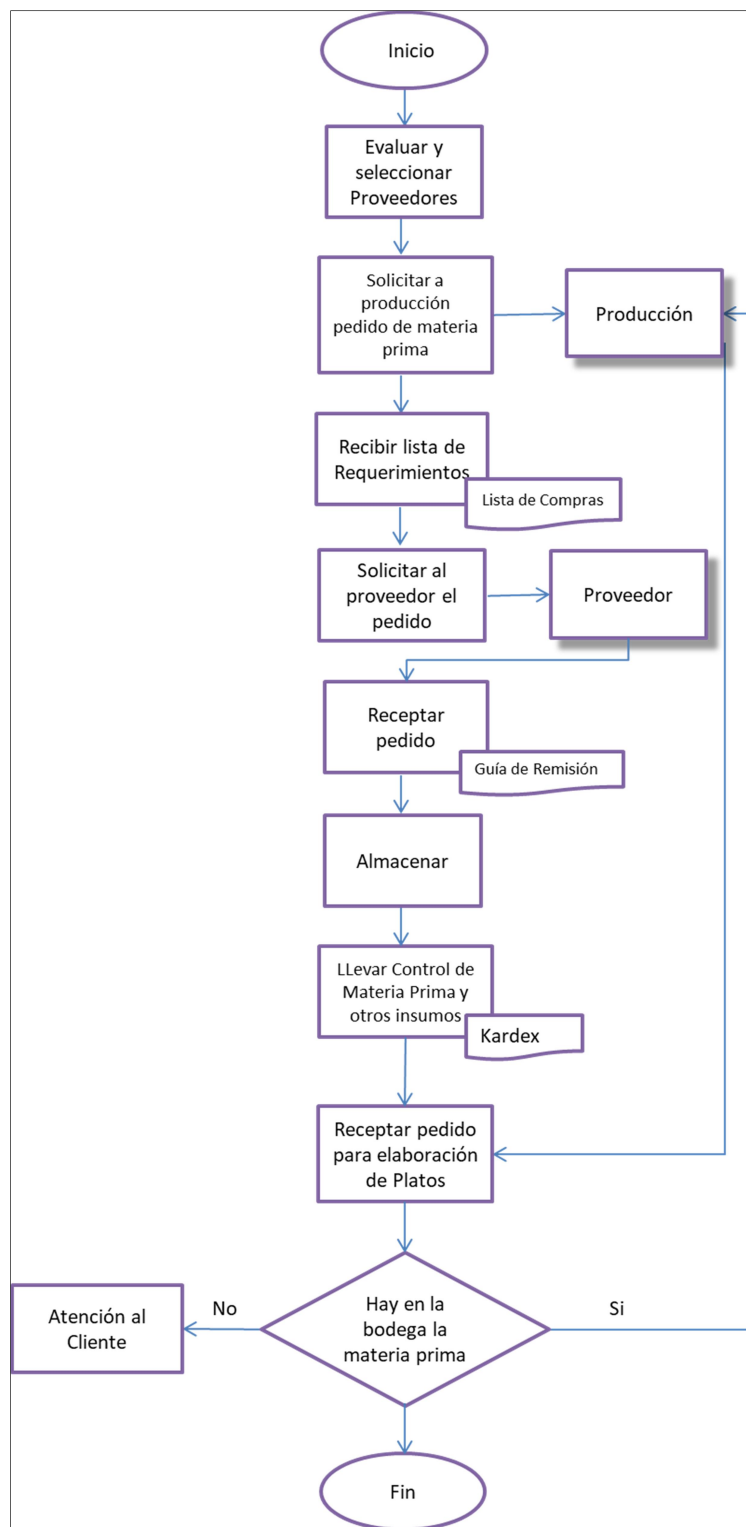 Inicio
Evaluar y
seleccionar
Proveedores
Solicitar a
producción
pedido de materia
prima
Producción
Recibir lista de
Requerimientos
Lista de Compras
Solicitar al
proveedor el
pedido
Proveedor
Receptar
pedido
Guía de Remisión
Almacenar
LLevar Control de
Materia Prima y
otros insumos
Kardex
Receptar pedido
para elaboración
de Platos
Hay en la
bodega la
materia prima
No
Si
Atención al
Cliente
Fin